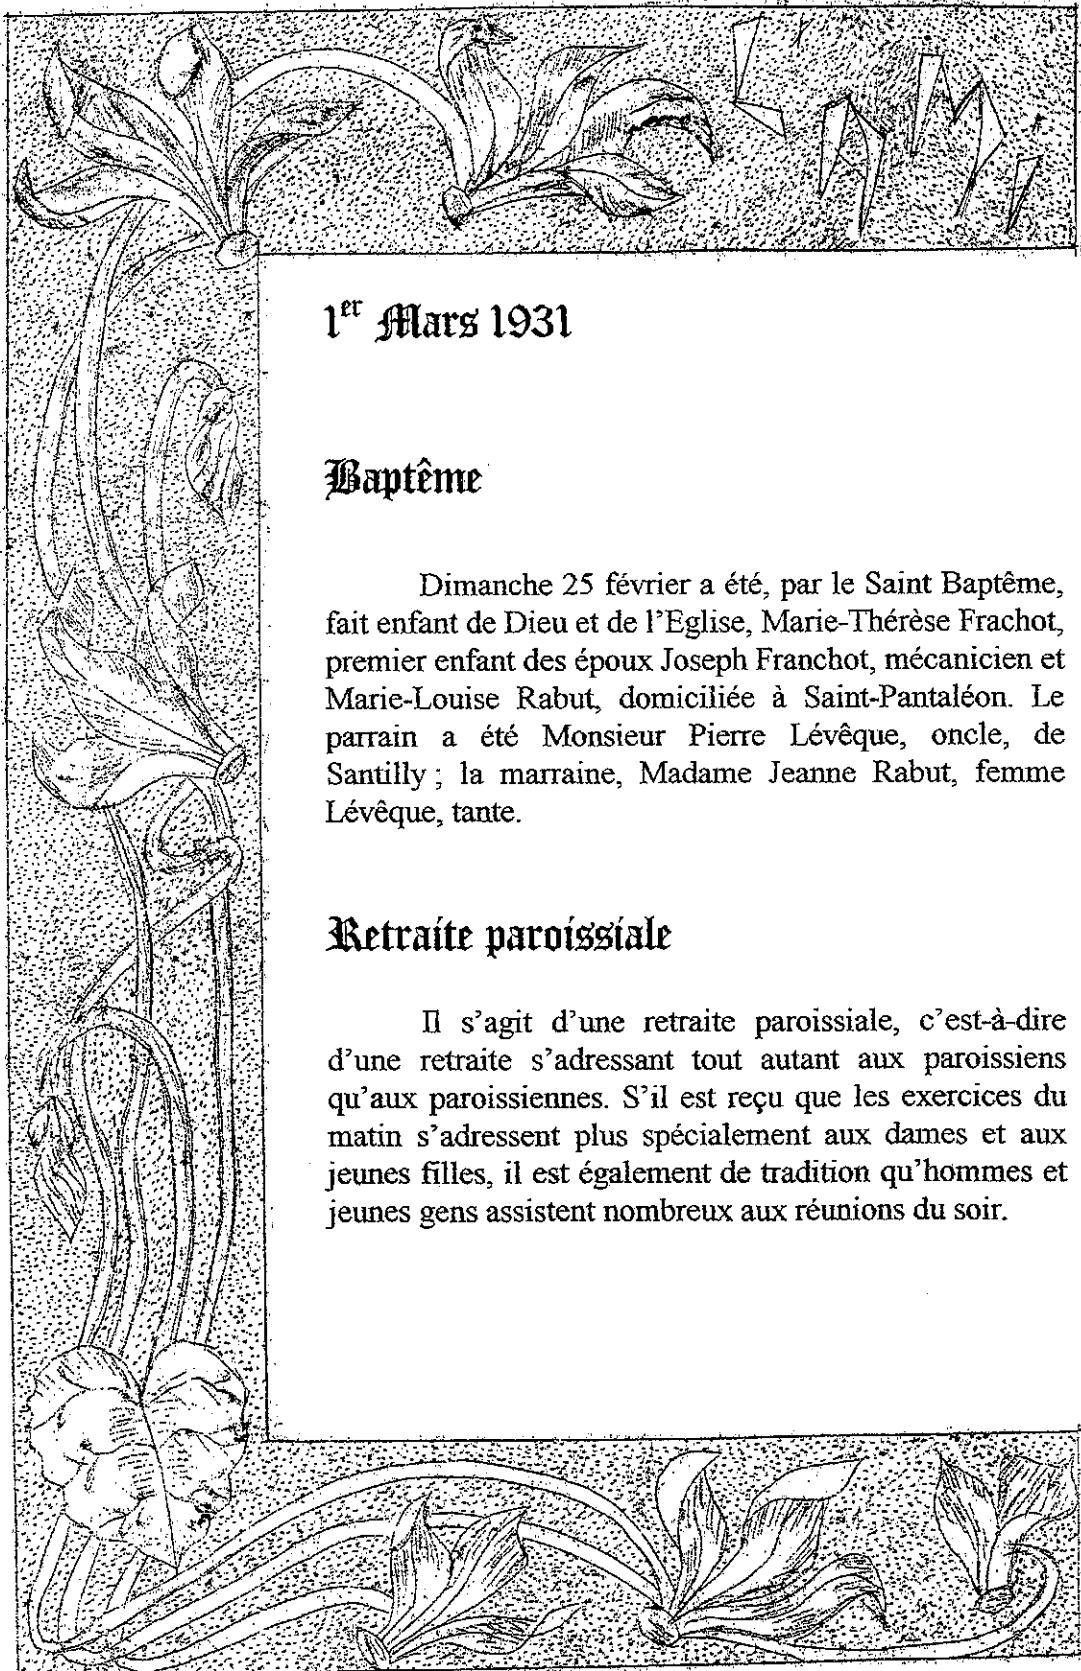 L'AMI
1er Mars 1931
Baptême
Dimanche 25 février a été, par le Saint Baptême,
fait enfant de Dieu et de l'Eglise, Marie-Thérèse Frachot,
premier enfant des époux Joseph Franchot, mécanicien et
Marie-Louise Rabut, domiciliée à Saint-Pantaléon. Le
parrain a été Monsieur Pierre Lévêque, oncle, de
Santilly ; la marraine, Madame Jeanne Rabut, femme
Lévêque, tante.
Retraite paroissiale
Il s'agit d'une retraite paroissiale, c'est-à-dire
d'une retraite s'adressant tout autant aux paroissiens
qu'aux paroissiennes. S'il est reçu que les exercices du
matin s'adressent plus spécialement aux dames et aux
jeunes filles, il est également de tradition qu'hommes et
jeunes gens assistent nombreux aux réunions du soir.